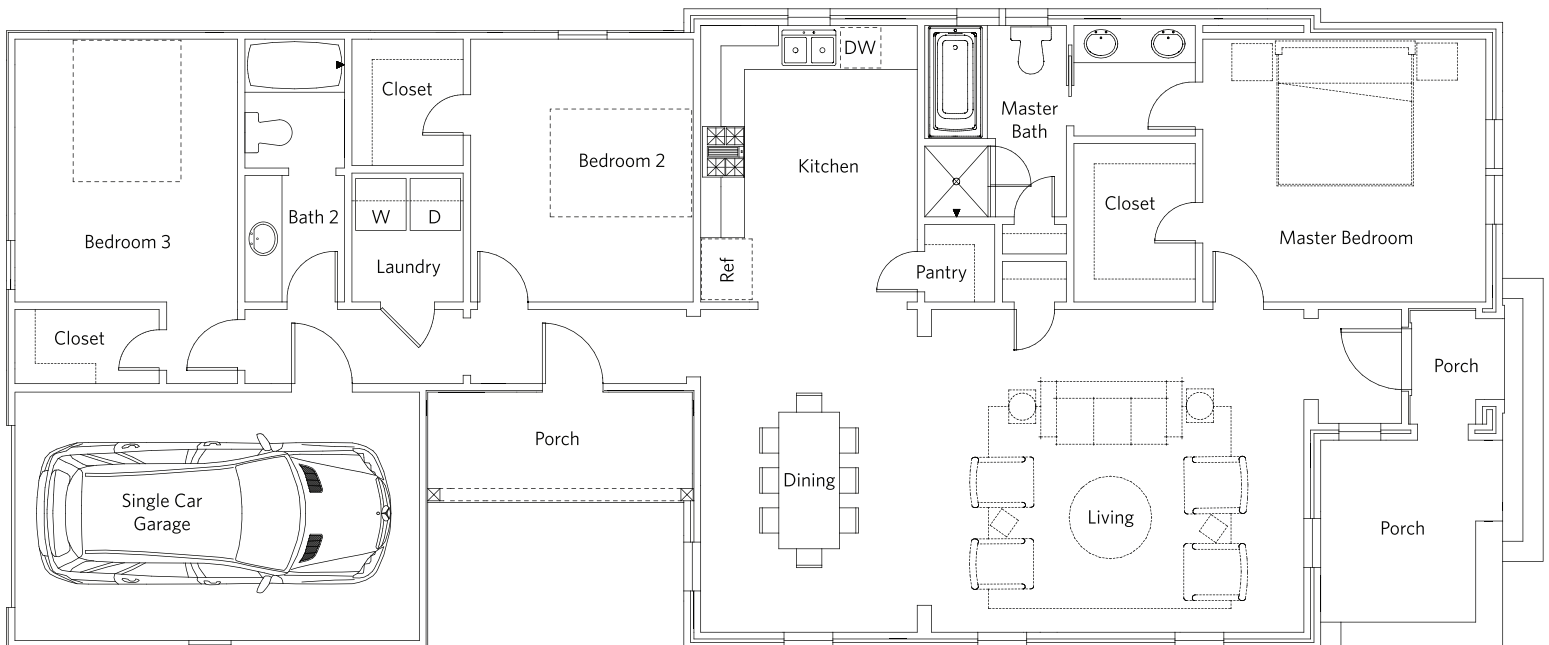 DW
Closet
Master
Bath
Bedroom 2
Kitchen
Closet
W
D
Bath 2
Bedroom 3
Master Bedroom
Laundry
Ref
Pantry
Closet
Porch
Porch
Dining
Single Car
Garage
Living
Porch